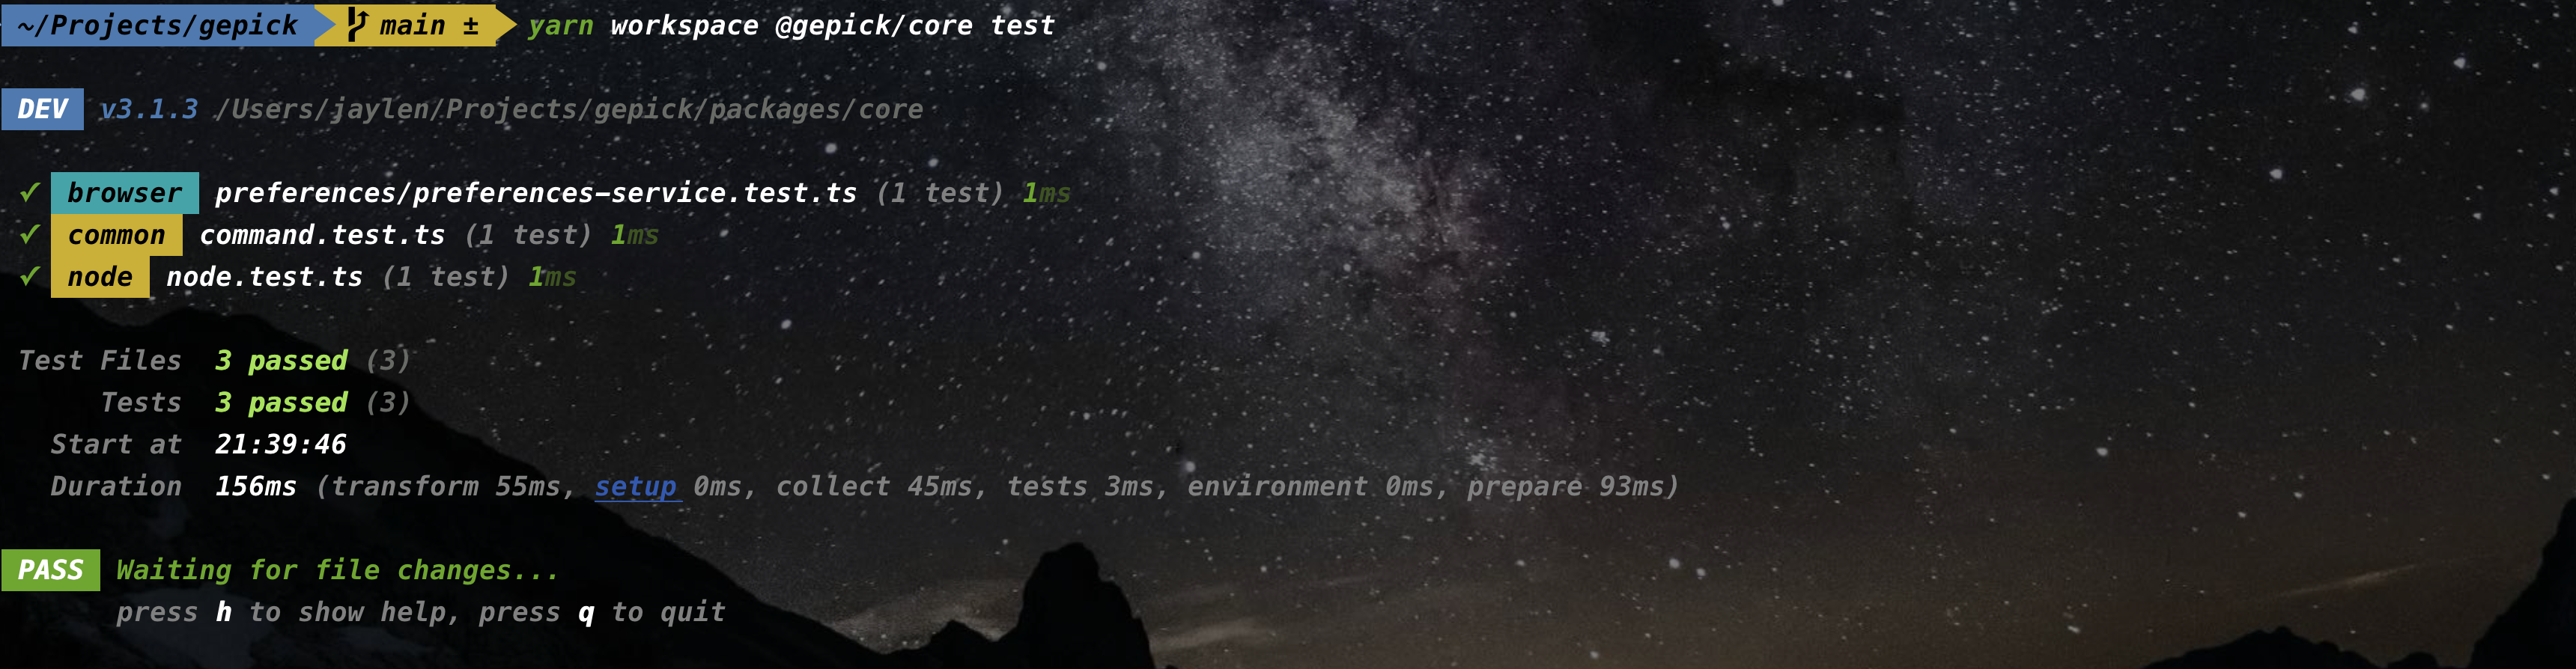 ~/Projects/gepick main ± yarn workspace @gepick/core test
DEV v3.1.3 /Users/jaylen/Projects/gepick/packages/core
✓ browser preferences/preferences-service.test.ts (1 test) 1ms
✓ common command.test.ts (1 test) 1ms
✓ node node.test.ts (1 test) 1ms
Test Files 3 passed (3)
Tests 3 passed (3)
Start at 21:39:46
Duration 156ms (transform 55ms, setup 0ms, collect 45ms, tests 3ms, environment 0ms, prepare 93ms)
PASS Waiting for file changes...
press h to show help, press q to quit